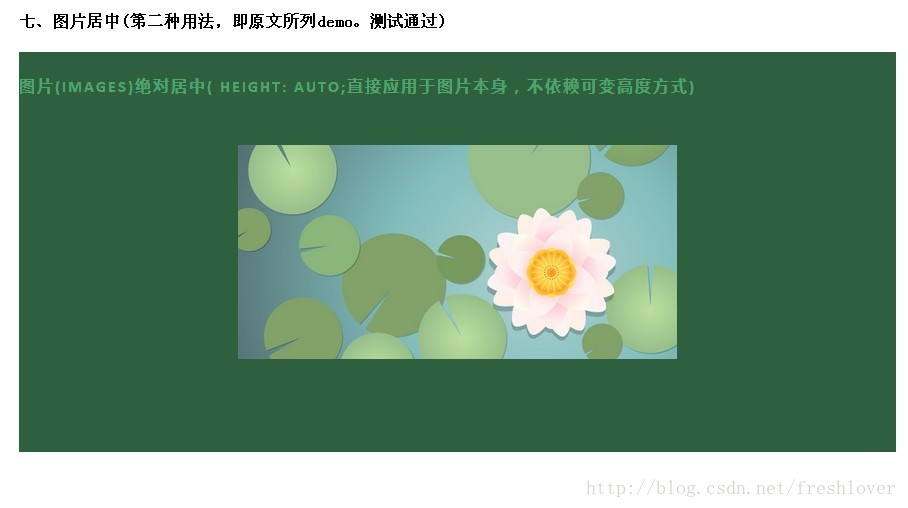 七、图片居中(第二种用法，即原文所列demo。测试通过)
图片(IMAGES)绝对居中( HEIGHT: AUTO;直接应用于图片本身，不依赖可变高度方式)
http://blog.csdn.net/freshlover